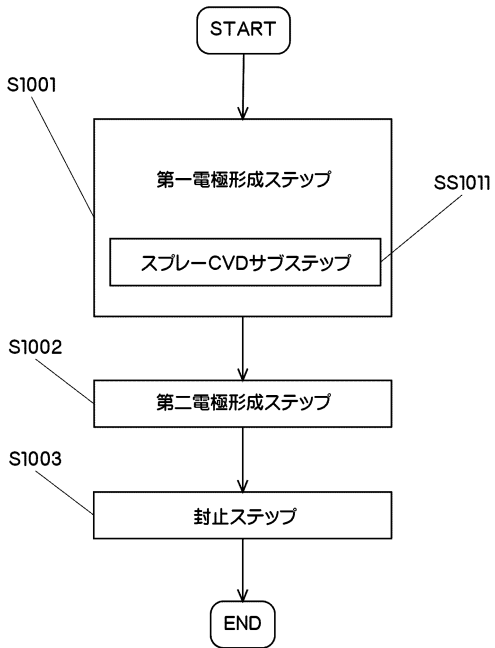 START
S1001
第一電極形成ステップ
SS1011
スプレーCVDサブステップ
S1002
第二電極形成ステップ
S1003
封止ステップ
END